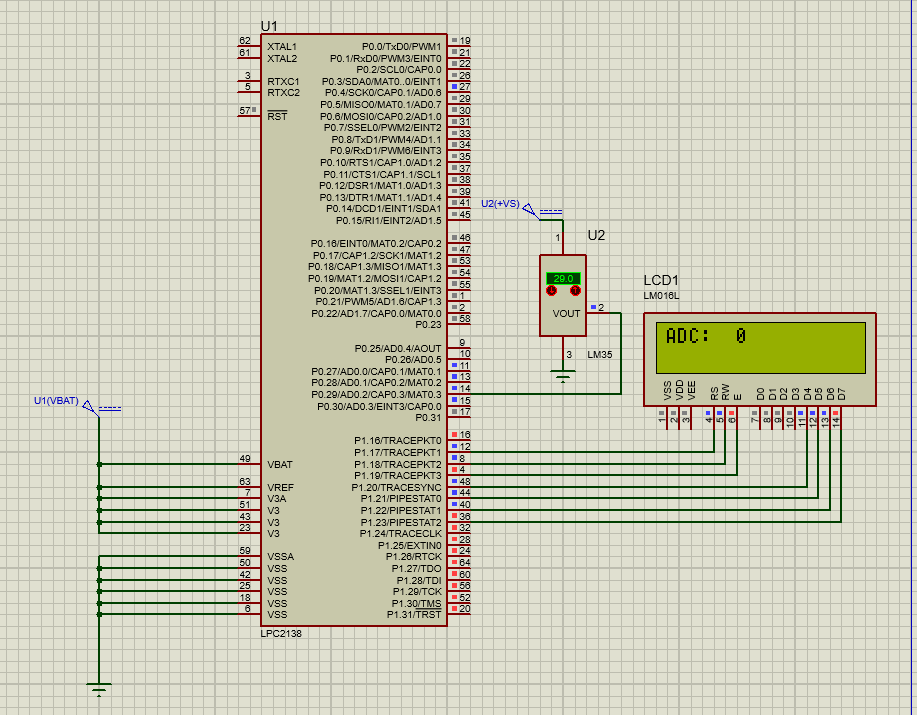 U1
62 XTAL1
61 XTAL2
3 RTXC1
5 RTXC2
57 RST
P0.0/TxD0/PWM1 19
P0.1/RxD0/PWM3/EINT0 21
P0.2/SCL0/CAP0.0 22
P0.3/SDA0/MAT0..0/EINT1 26
P0.4/SCK0/CAP0.1/AD0.6 27
P0.5/MISO0/MAT0.1/AD0.7 29
P0.6/MOSI0/CAP0.2/AD1.0 30
P0.7/SSEL0/PWM2/EINT2 31
P0.8/TxD1/PWM4/AD1.1 33
P0.9/RxD1/PWM6/EINT3 34
P0.10/RTS1/CAP1.0/AD1.2 35
P0.11/CTS1/CAP1.1/SCL1 37
P0.12/DSR1/MAT1.0/AD1.3 38
P0.13/DTR1/MAT1.1/AD1.4 39
P0.14/DCD1/EINT1/SDA1 41
P0.15/RI1/EINT2/AD1.5 45
P0.16/EINT0/MAT0.2/CAP0.2 46
P0.17/CAP1.2/SCK1/MAT1.2 47
P0.18/CAP1.3/MISO1/MAT1.3 53
P0.19/MAT1.2/MOSI1/CAP1.2 54
P0.20/MAT1.3/SSEL1/EINT3 55
P0.21/PWM5/AD1.6/CAP1.3 1
P0.22/AD1.7/CAP0.0/MAT0.0 2
P0.23 58
P0.25/AD0.4/AOUT 9
P0.26/AD0.5 10
P0.27/AD0.0/CAP0.1/MAT0.1 11
P0.28/AD0.1/CAP0.2/MAT0.2 13
P0.29/AD0.2/CAP0.3/MAT0.3 14
P0.30/AD0.3/EINT3/CAP0.0 15
P0.31 17
P1.16/TRACEPKT0 16
P1.17/TRACEPKT1 12
P1.18/TRACEPKT2 8
P1.19/TRACEPKT3 4
P1.20/TRACESYNC 48
P1.21/PIPESTAT0 44
P1.22/PIPESTAT1 40
P1.23/PIPESTAT2 36
P1.24/TRACECLK 32
P1.25/EXTIN0 28
P1.26/RTCK 24
P1.27/TDO 64
P1.28/TDI 60
P1.29/TCK 56
P1.30/TMS 52
P1.31/TRST 20
U1(VBAT)
49 VBAT
63 VREF
7 V3A
51 V3
43 V3
23 V3
59 VSSA
50 VSS
42 VSS
25 VSS
18 VSS
6 VSS
LPC2138
U2(+VS)
1
U2
29.0
VOUT 2
3
LM35
LCD1
LM016L
ADC: 0
VSS VDD VEE RS RW E D0 D1 D2 D3 D4 D5 D6 D7
1 2 3 4 5 6 7 8 9 10 11 12 13 14